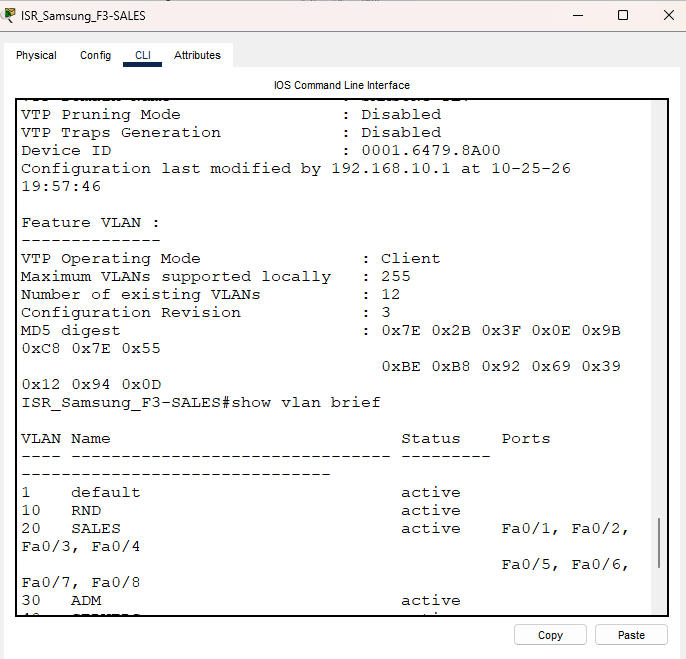 ISR_Samsung_F3-SALES
Physical Config CLI Attributes
IOS Command Line Interface
VTP Pruning Mode : Disabled
VTP Traps Generation : Disabled
Device ID : 0001.6479.8A00
Configuration last modified by 192.168.10.1 at 10-25-26
19:57:46
Feature VLAN :
--------------
VTP Operating Mode : Client
Maximum VLANs supported locally : 255
Number of existing VLANs : 12
Configuration Revision : 3
MD5 digest : 0x7E 0x2B 0x3F 0x0E 0x9B
0xC8 0x7E 0x55
0xBE 0xB8 0x92 0x69 0x39
0x12 0x94 0x0D
ISR_Samsung_F3-SALES#show vlan brief
VLAN Name Status Ports
---- -------------------------------- ---------
-------------------------------
1 default active
10 RND active
20 SALES active Fa0/1, Fa0/2,
Fa0/3, Fa0/4
Fa0/5, Fa0/6,
Fa0/7, Fa0/8
30 ADM active
Copy Paste